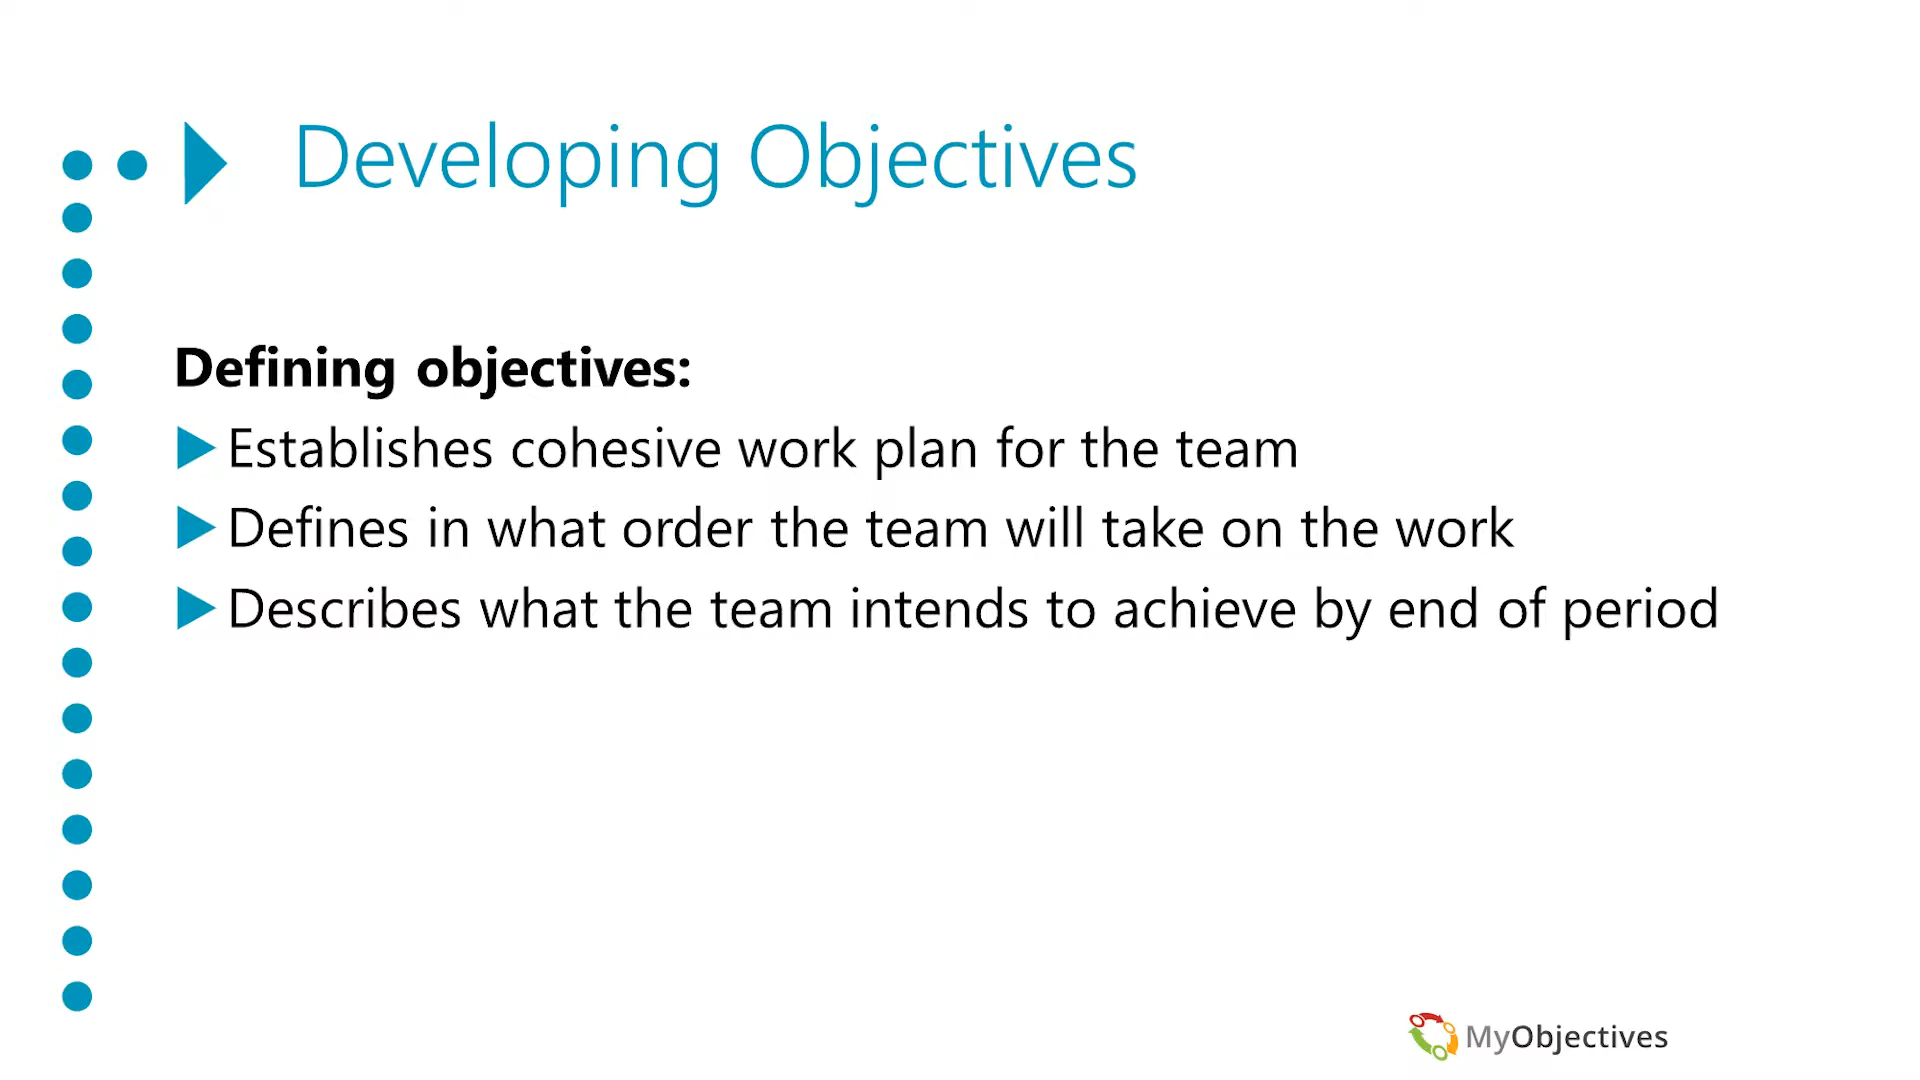 Developing Objectives
Defining objectives:
Establishes cohesive work plan for the team
Defines in what order the team will take on the work
Describes what the team intends to achieve by end of period
MyObjectives